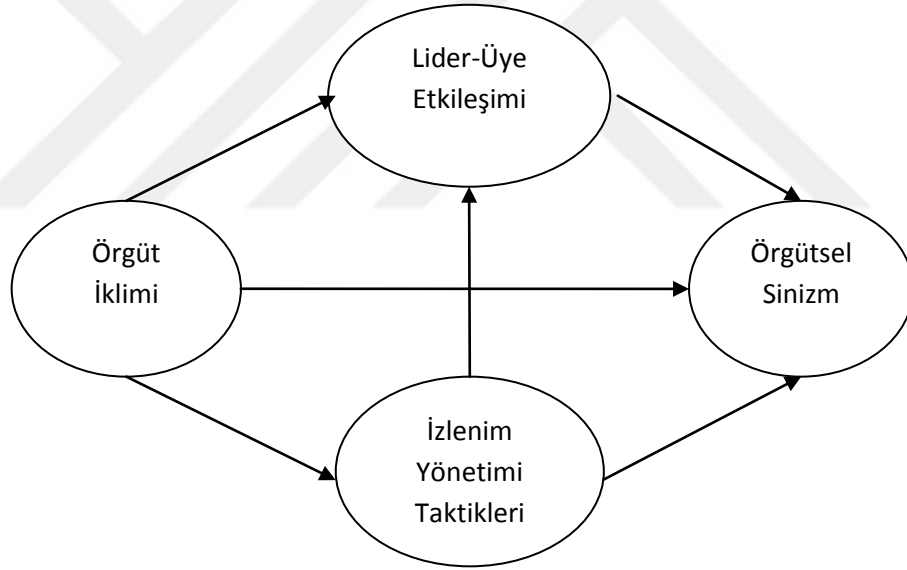 Lider-Üye
Etkileşimi
Örgüt
İklimi
Örgütsel
Sinizm
İzlenim
Yönetimi
Taktikleri